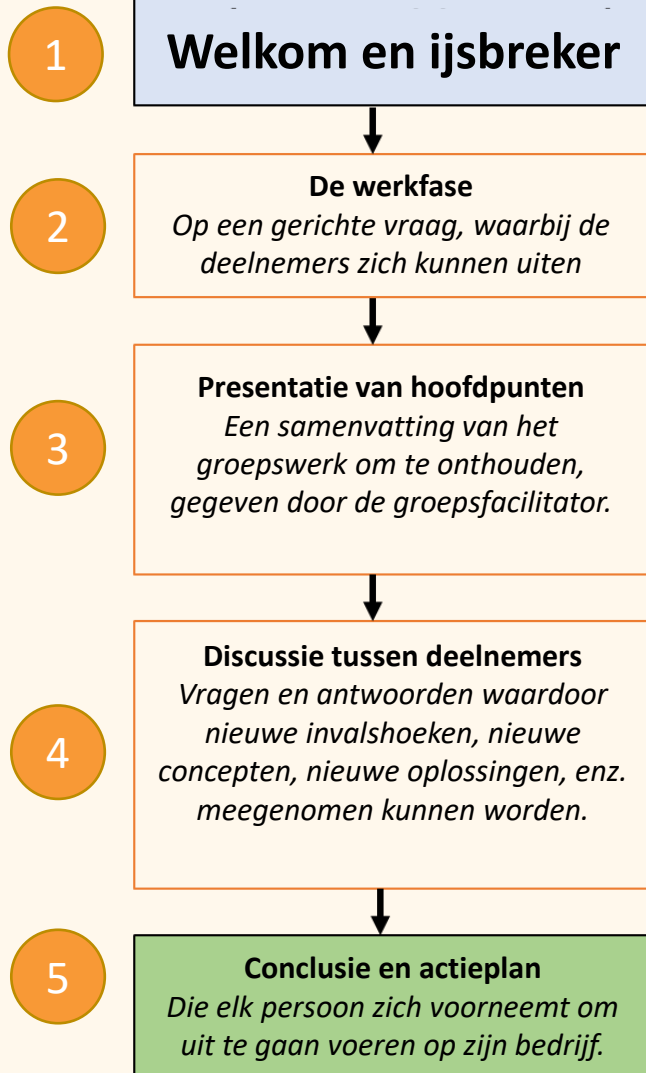 1
Welkom en ijsbreker
2
De werkfase
Op een gerichte vraag, waarbij de
deelnemers zich kunnen uiten
3
Presentatie van hoofdpunten
Een samenvatting van het
groepswerk om te onthouden,
gegeven door de groepsfacilitator.
4
Discussie tussen deelnemers
Vragen en antwoorden waardoor
nieuwe invalshoeken, nieuwe
concepten, nieuwe oplossingen, enz.
meegenomen kunnen worden.
5
Conclusie en actieplan
Die elk persoon zich voorneemt om
uit te gaan voeren op zijn bedrijf.